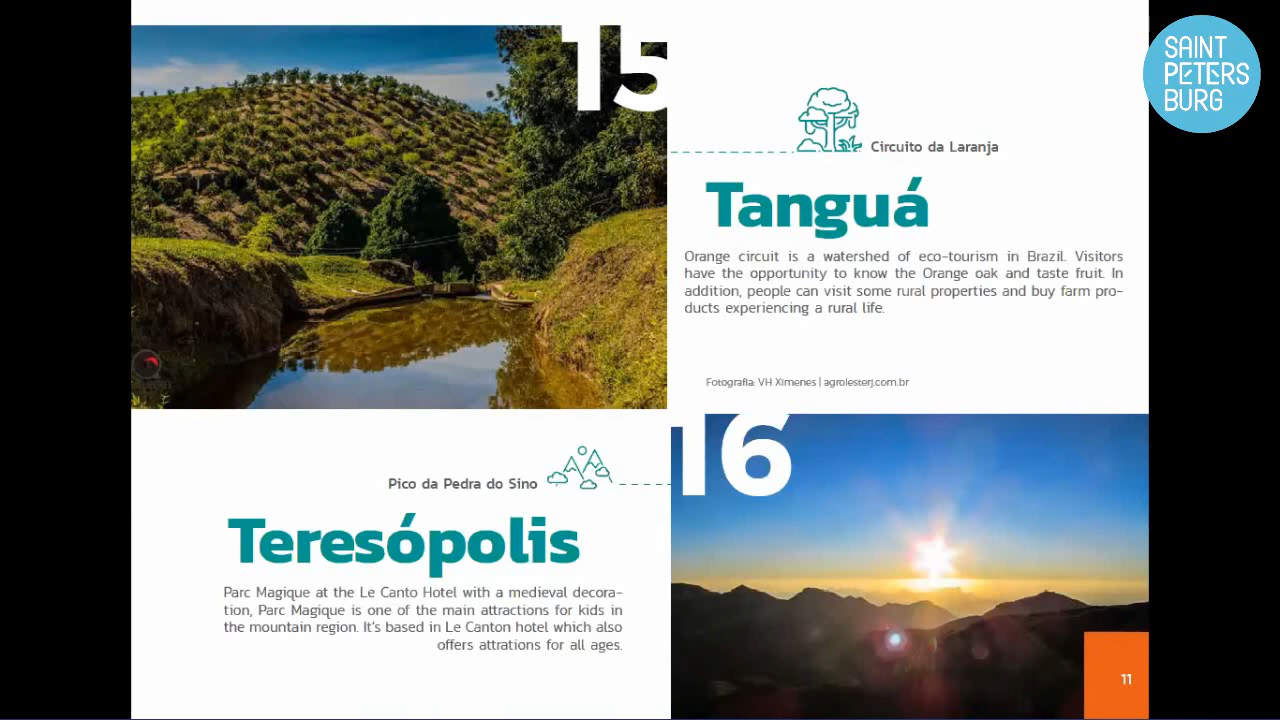 15
SAINT
PETERS
BURG
Circuito da Laranja
Tanguá
Orange circuit is a watershed of eco-tourism in Brazil. Visitors
have the opportunity to know the Orange oak and taste fruit. In
addition, people can visit some rural properties and buy farm pro-
ducts experiencing a rural life.
Fotografia: VH Ximenes | agrolesterj.com.br
16
Pico da Pedra do Sino
Teresópolis
Parc Magique at the Le Canto Hotel with a medieval decora-
tion, Parc Magique is one of the main attractions for kids in
the mountain region. It's based in Le Canton hotel which also
offers attrations for all ages.
11